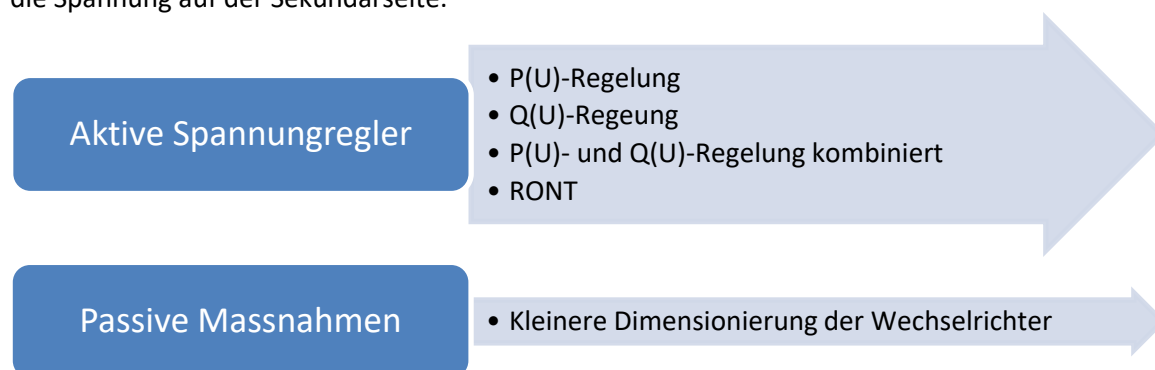 die Spannung auf der Sekundärseite.
Aktive Spannungregler
• P(U)-Regelung
• Q(U)-Regeung
• P(U)- und Q(U)-Regelung kombiniert
• RONT
Passive Massnahmen
• Kleinere Dimensionierung der Wechselrichter